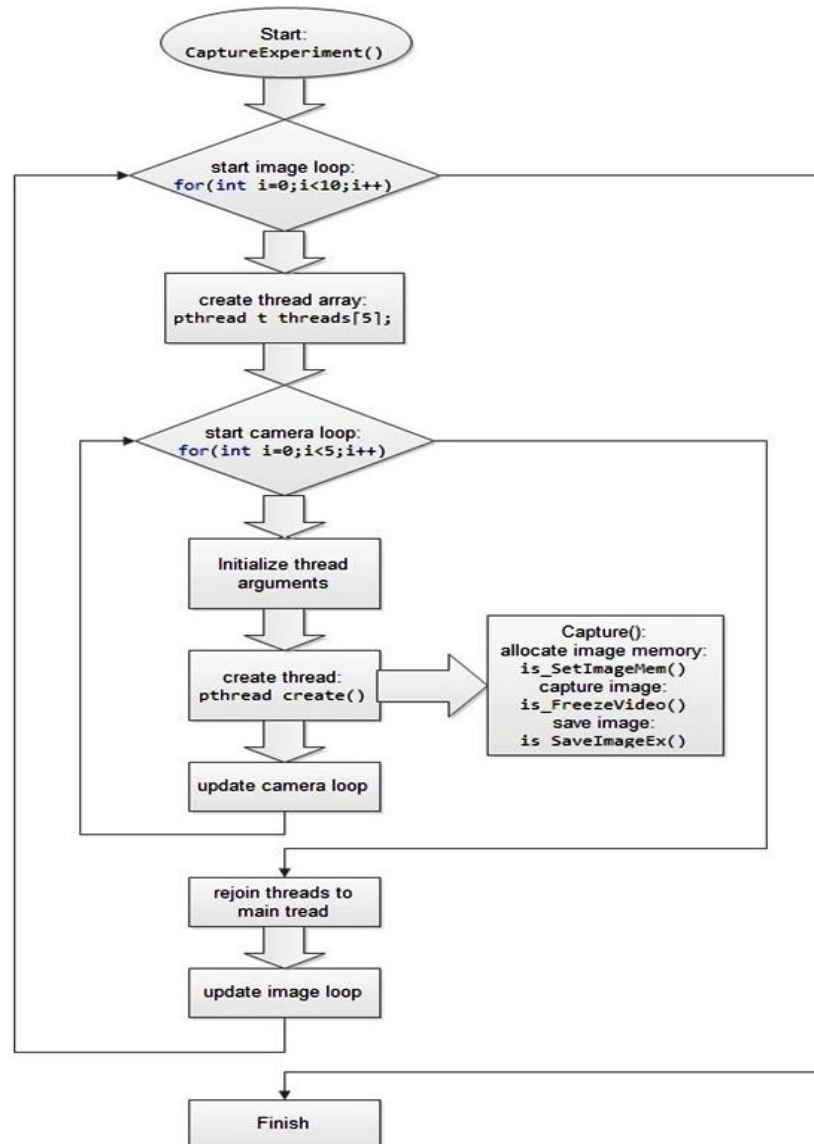 Start:
CaptureExperiment()
start image loop:
for(int i=0;i<10;i++)
create thread array:
pthread t threads[5];
start camera loop:
for(int i=0;i<5;i++)
Initialize thread
arguments
create thread:
pthread create()
Capture():
allocate image memory:
is_SetImageMem()
capture image:
is_FreezeVideo()
save image:
is SaveImageEx()
update camera loop
rejoin threads to
main tread
update image loop
Finish